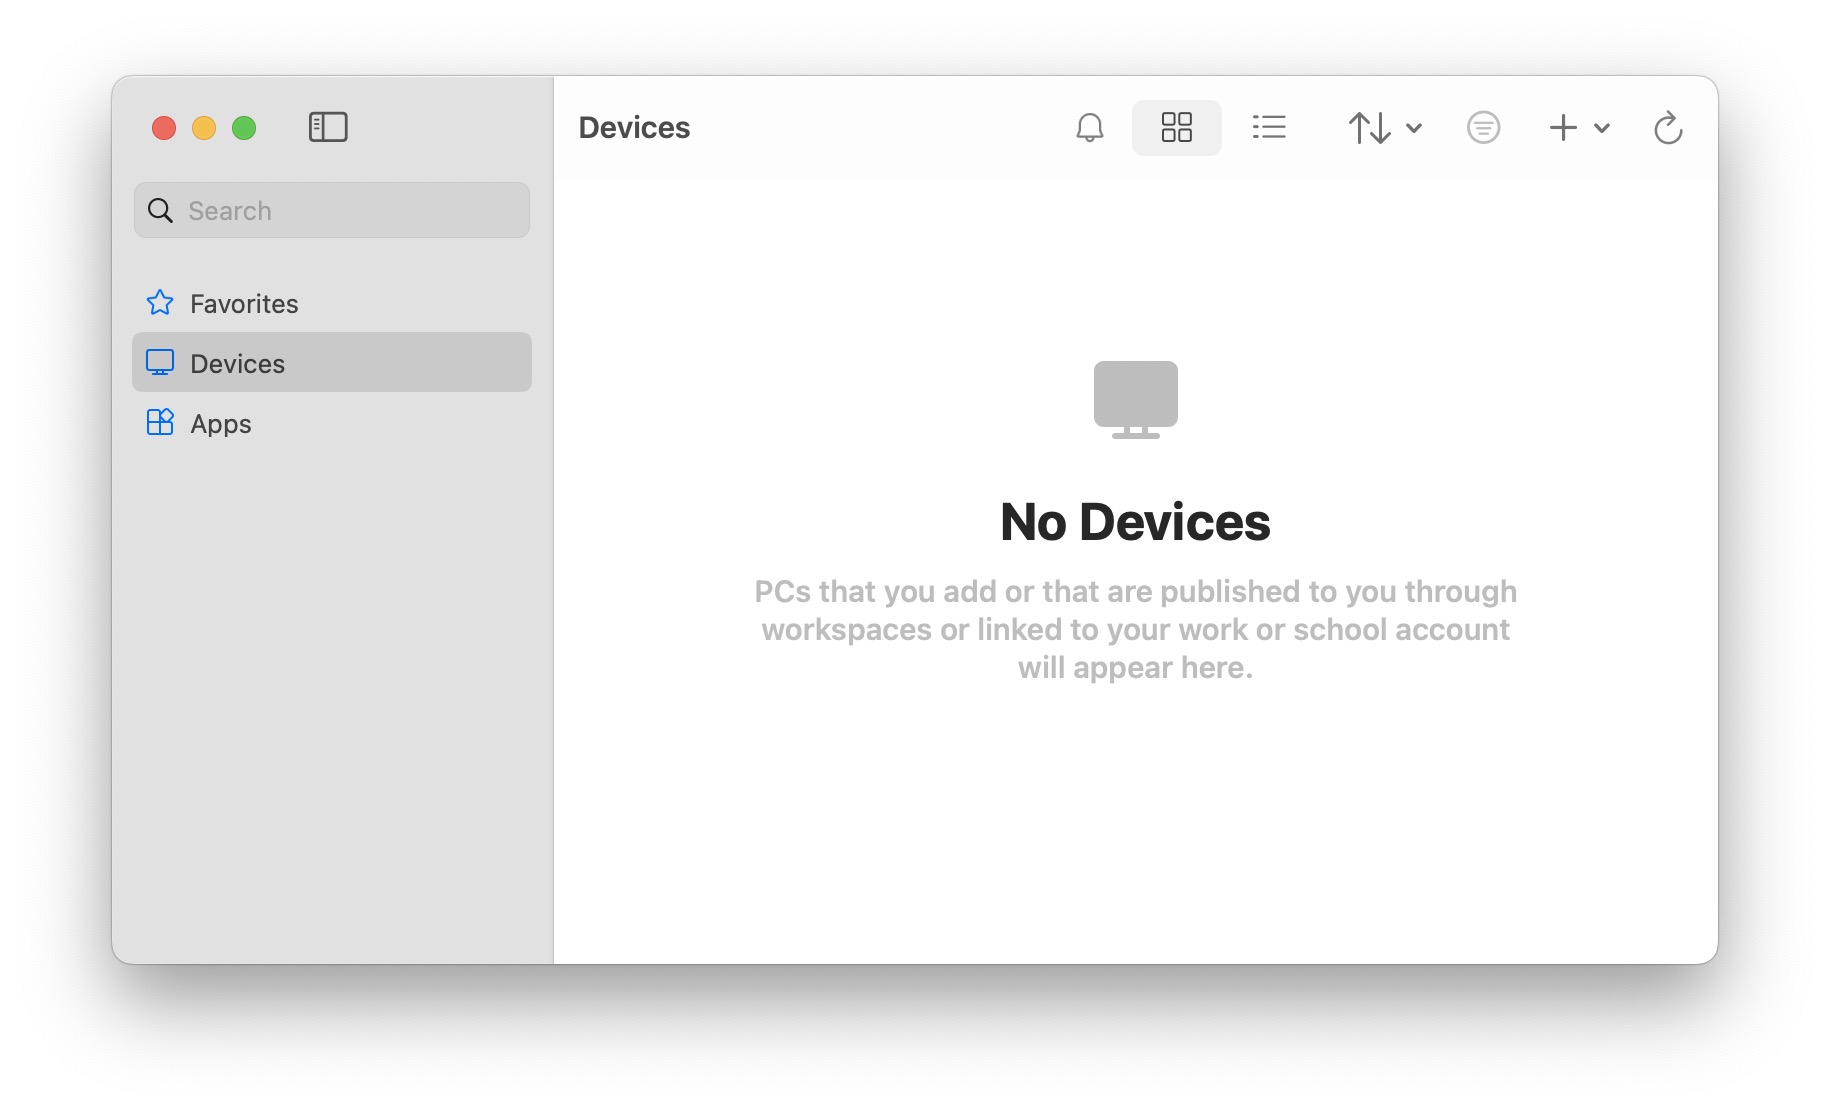 Devices
Search
Favorites
Devices
Apps
No Devices
PCs that you add or that are published to you through
workspaces or linked to your work or school account
will appear here.